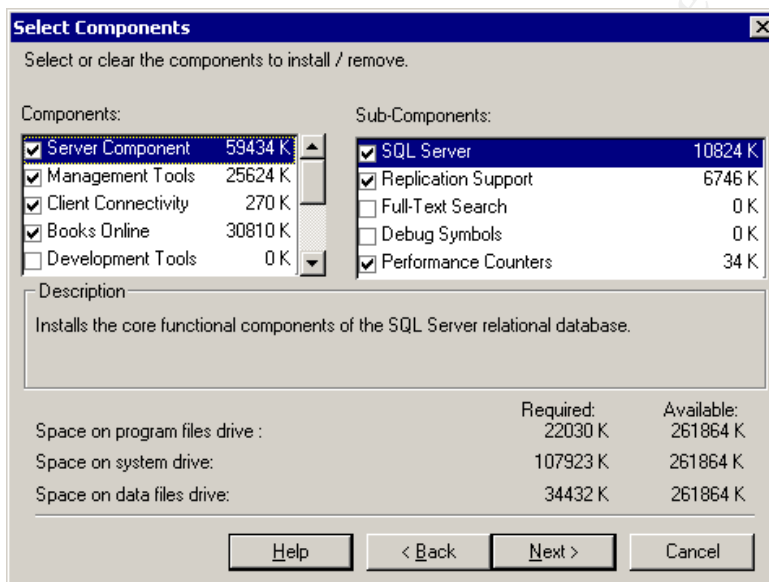 Select Components
Select or clear the components to install / remove.
Components:
Server Component 59434 K
Management Tools 25624 K
Client Connectivity 270 K
Books Online 30810 K
Development Tools 0 K
Sub-Components:
SQL Server 10824 K
Replication Support 6746 K
Full-Text Search 0 K
Debug Symbols 0 K
Performance Counters 34 K
Description
Installs the core functional components of the SQL Server relational database.
Required: Available:
Space on program files drive : 22030 K 261864 K
Space on system drive: 107923 K 261864 K
Space on data files drive: 34432 K 261864 K
Help < Back Next > Cancel